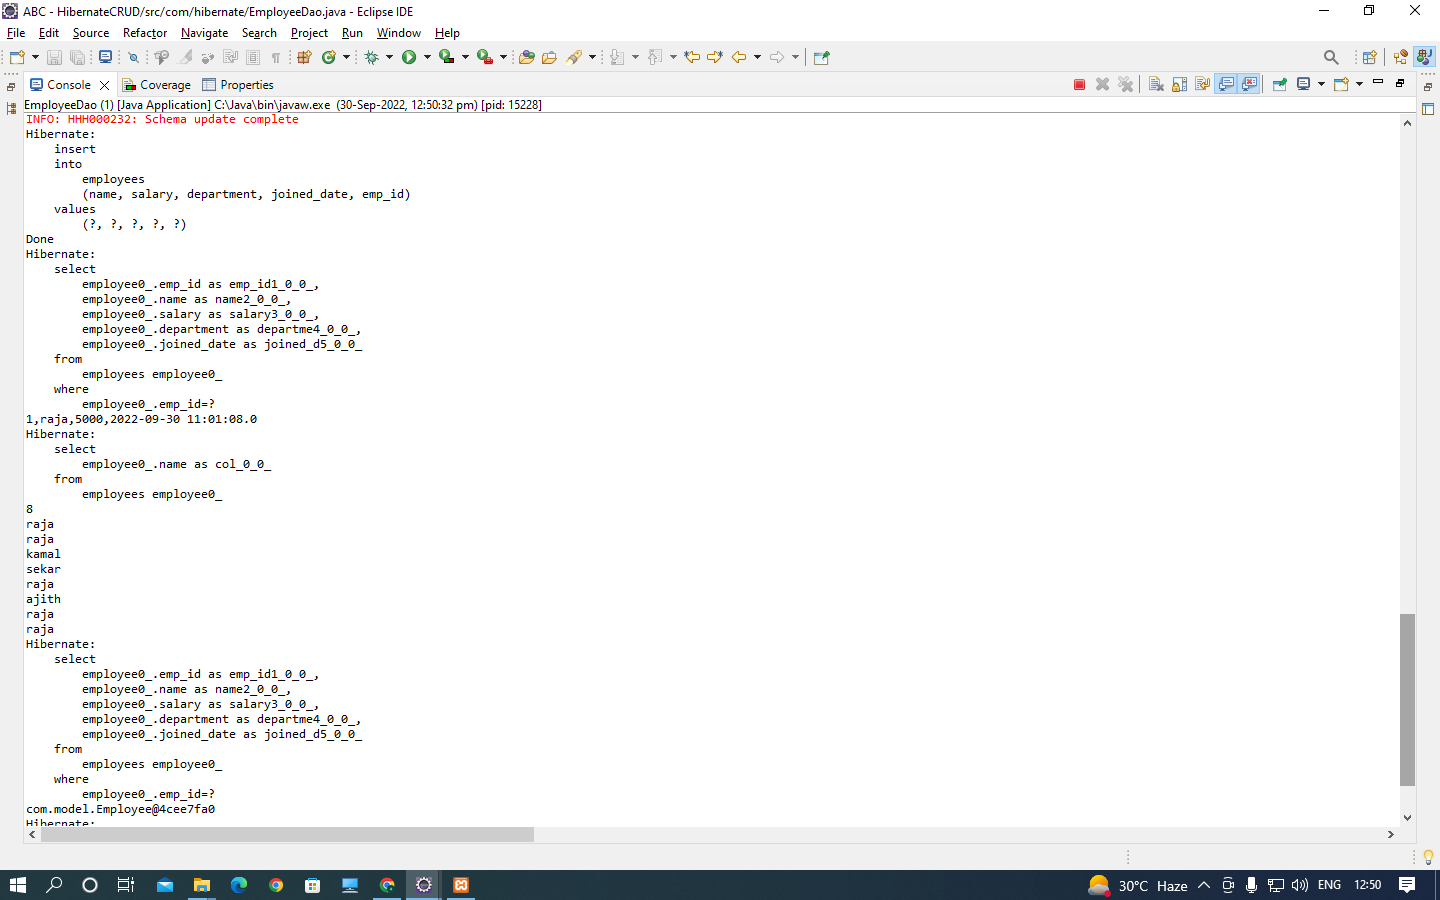 ABC - HibernateCRUD/src/com/hibernate/EmployeeDao.java - Eclipse IDE
File Edit Source Refactor Navigate Search Project Run Window Help
Console Coverage Properties
EmployeeDao (1) [Java Application] C:\Java\bin\javaw.exe (30-Sep-2022, 12:50:32 pm) [pid: 15228]
INFO: HHH000232: Schema update complete
Hibernate:
insert
into
employees
(name, salary, department, joined_date, emp_id)
values
(?, ?, ?, ?, ?)
Done
Hibernate:
select
employee0_.emp_id as emp_id1_0_0_,
employee0_.name as name2_0_0_,
employee0_.salary as salary3_0_0_,
employee0_.department as departme4_0_0_,
employee0_.joined_date as joined_d5_0_0_
from
employees employee0_
where
employee0_.emp_id=?
1,raja,5000,2022-09-30 11:01:08.0
Hibernate:
select
employee0_.name as col_0_0_
from
employees employee0_
8
raja
raja
kamal
sekar
raja
ajith
raja
raja
Hibernate:
select
employee0_.emp_id as emp_id1_0_0_,
employee0_.name as name2_0_0_,
employee0_.salary as salary3_0_0_,
employee0_.department as departme4_0_0_,
employee0_.joined_date as joined_d5_0_0_
from
employees employee0_
where
employee0_.emp_id=?
com.model.Employee@4cee7fa0
Hibernate:
30°C Haze ENG 12:50